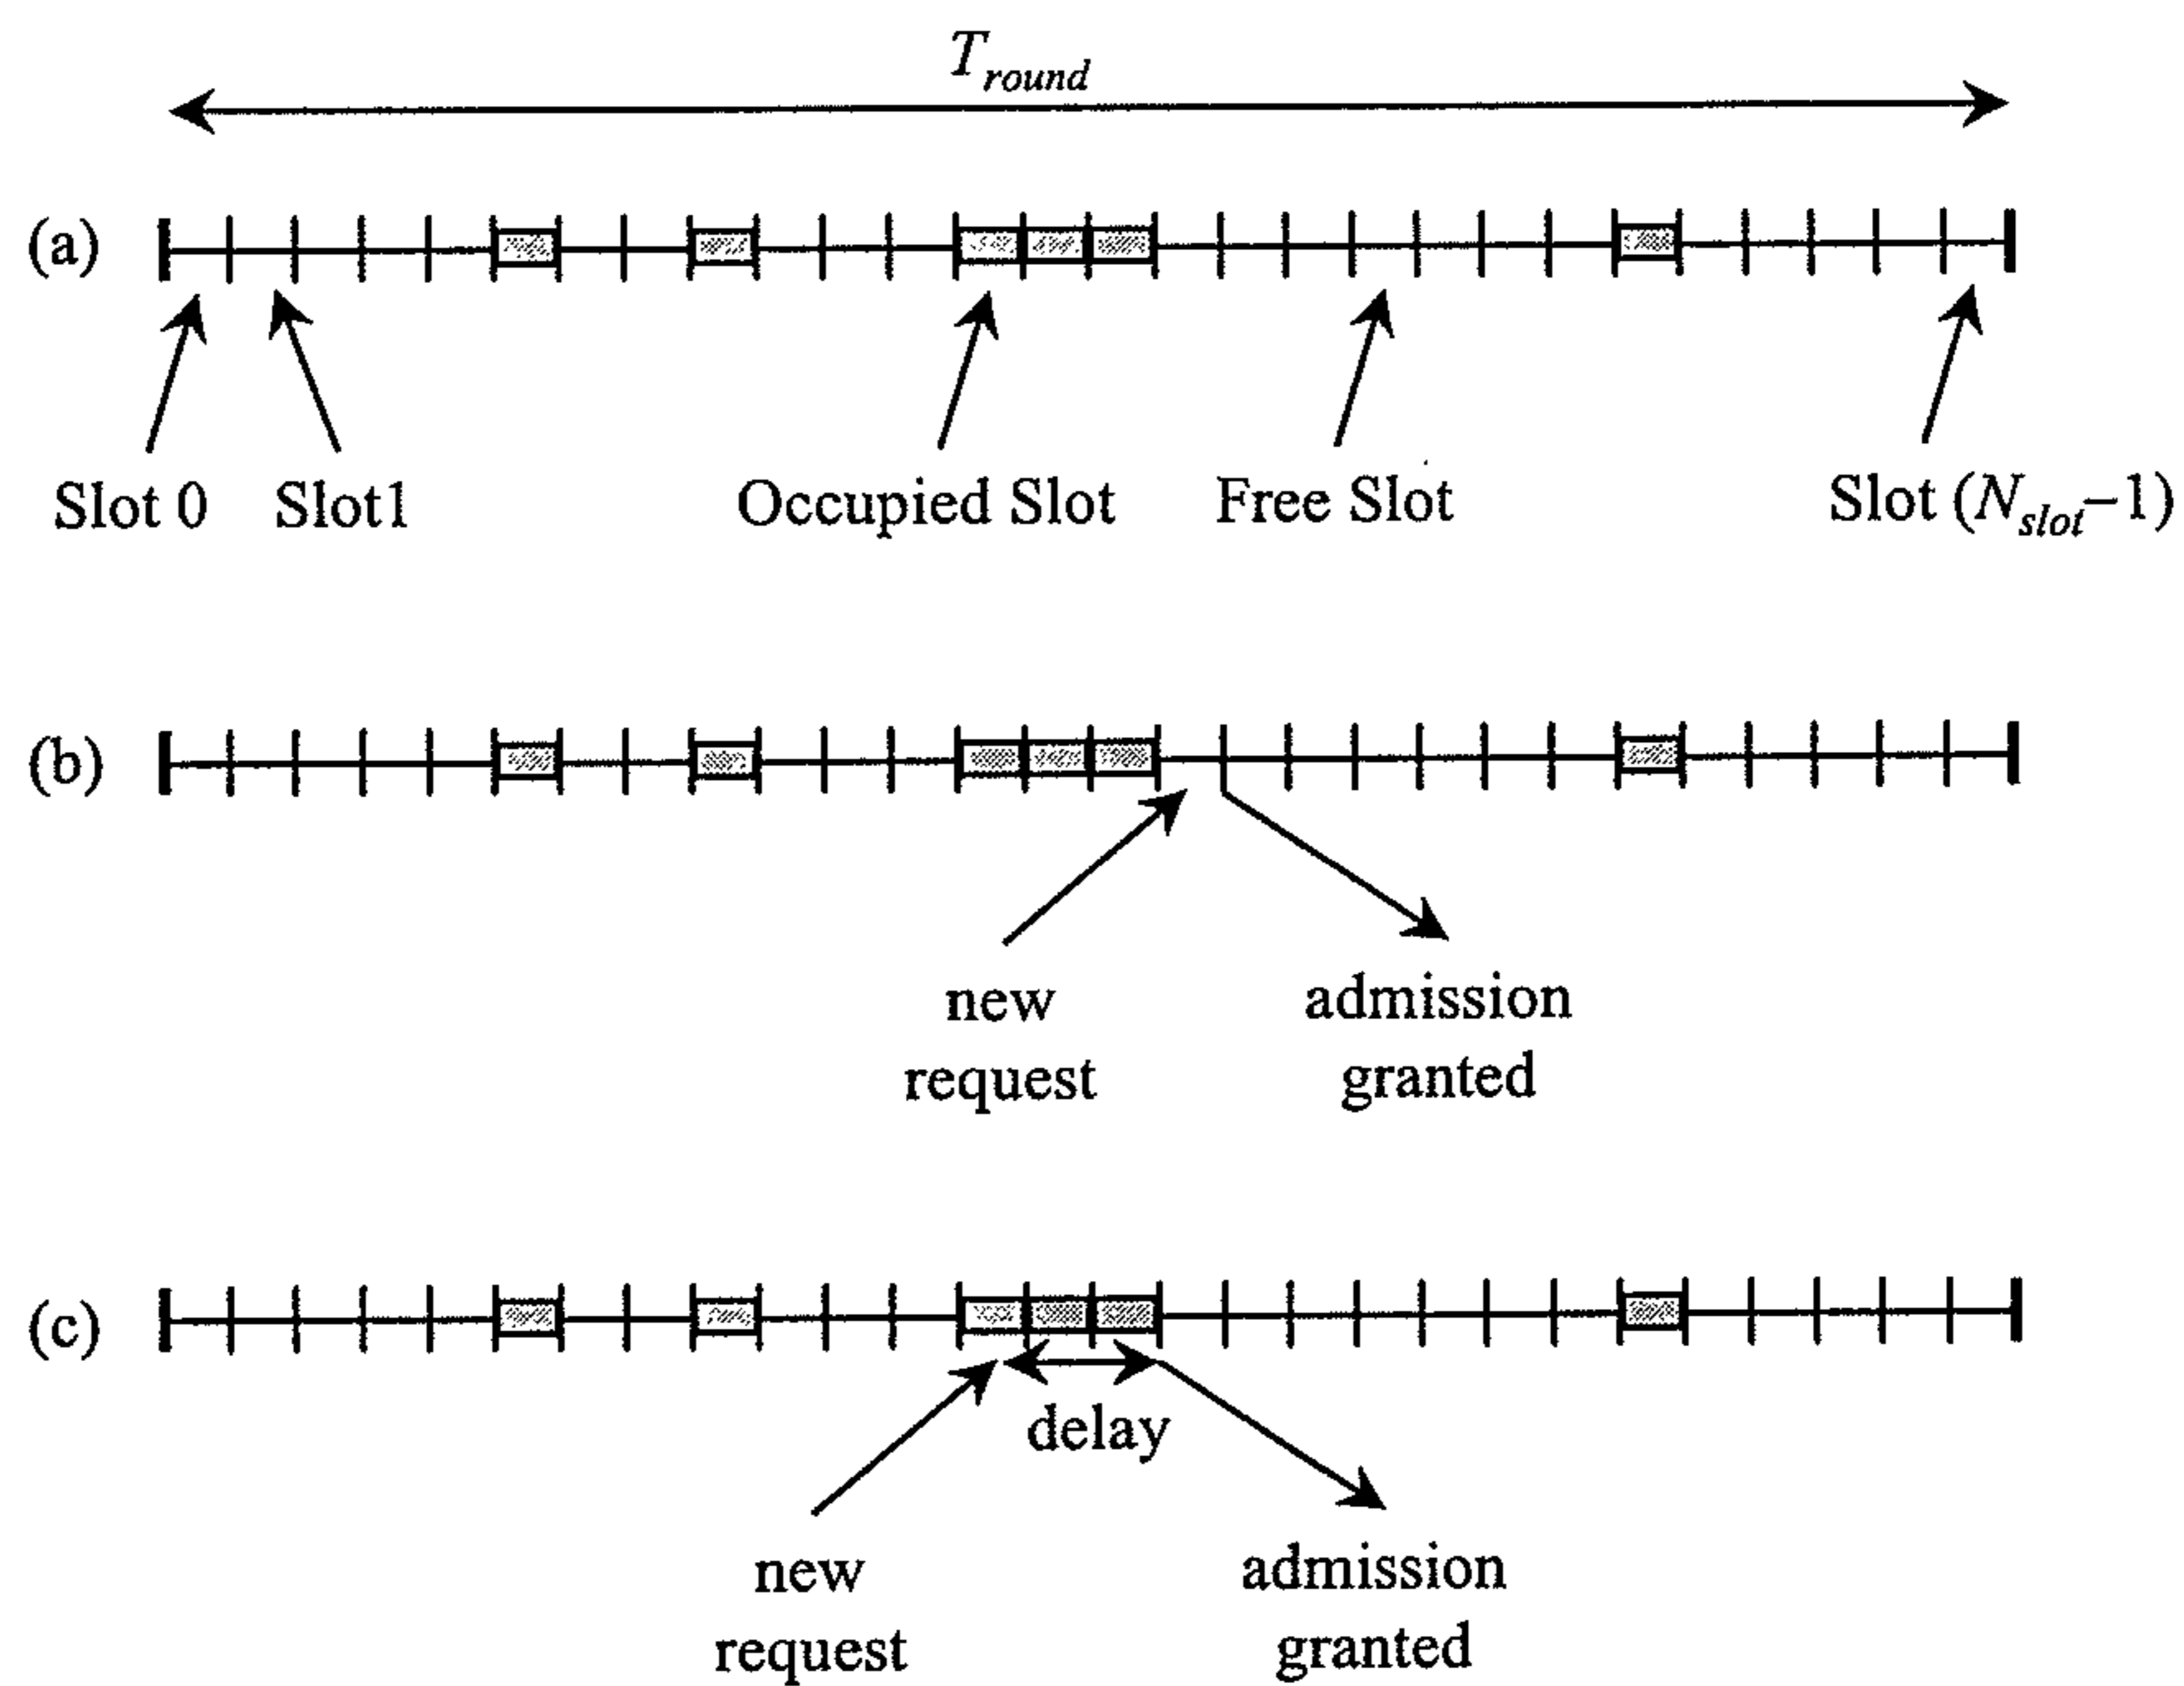 T_round
(a)
Slot 0 Slot1 Occupied Slot Free Slot Slot (N_slot–1)
(b)
new request
admission granted
(c)
delay
new request
admission granted